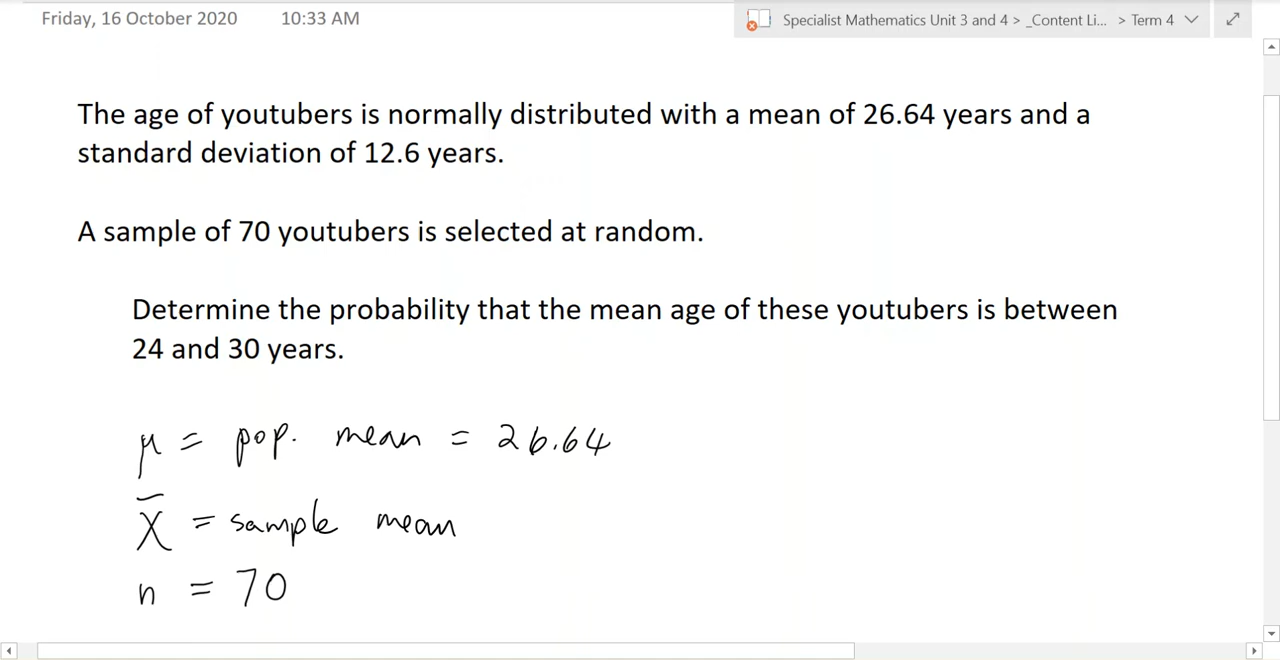 Friday, 16 October 2020 10:33 AM
Specialist Mathematics Unit 3 and 4 > _Content Li... > Term 4
The age of youtubers is normally distributed with a mean of 26.64 years and a
standard deviation of 12.6 years.
A sample of 70 youtubers is selected at random.
Determine the probability that the mean age of these youtubers is between
24 and 30 years.
μ = pop. mean = 26.64
X̄ = sample mean
n = 70